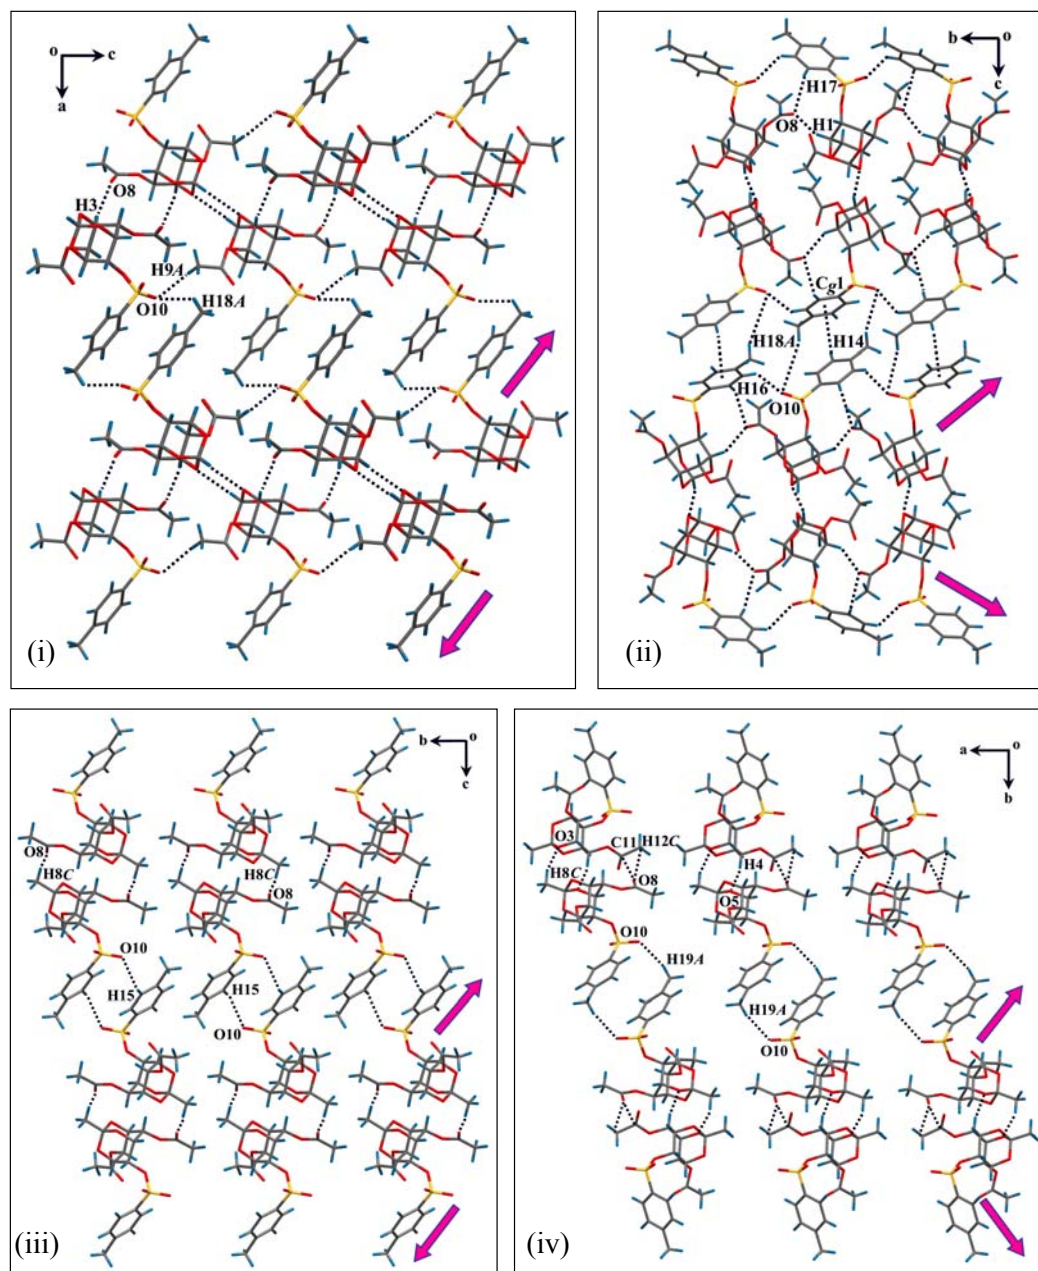 o
c
a
O8
H3
H9A
O10
H18A
(i)
b
o
c
H17
O8
H1
Cg1
H18A
H14
H16
O10
(ii)
b
o
c
O8
H8C
H8C
O8
O10
H15
H15
O10
(iii)
a
o
b
O3
C11
H12C
H8C
H4
O8
O5
O10
H19A
H19A
O10
(iv)